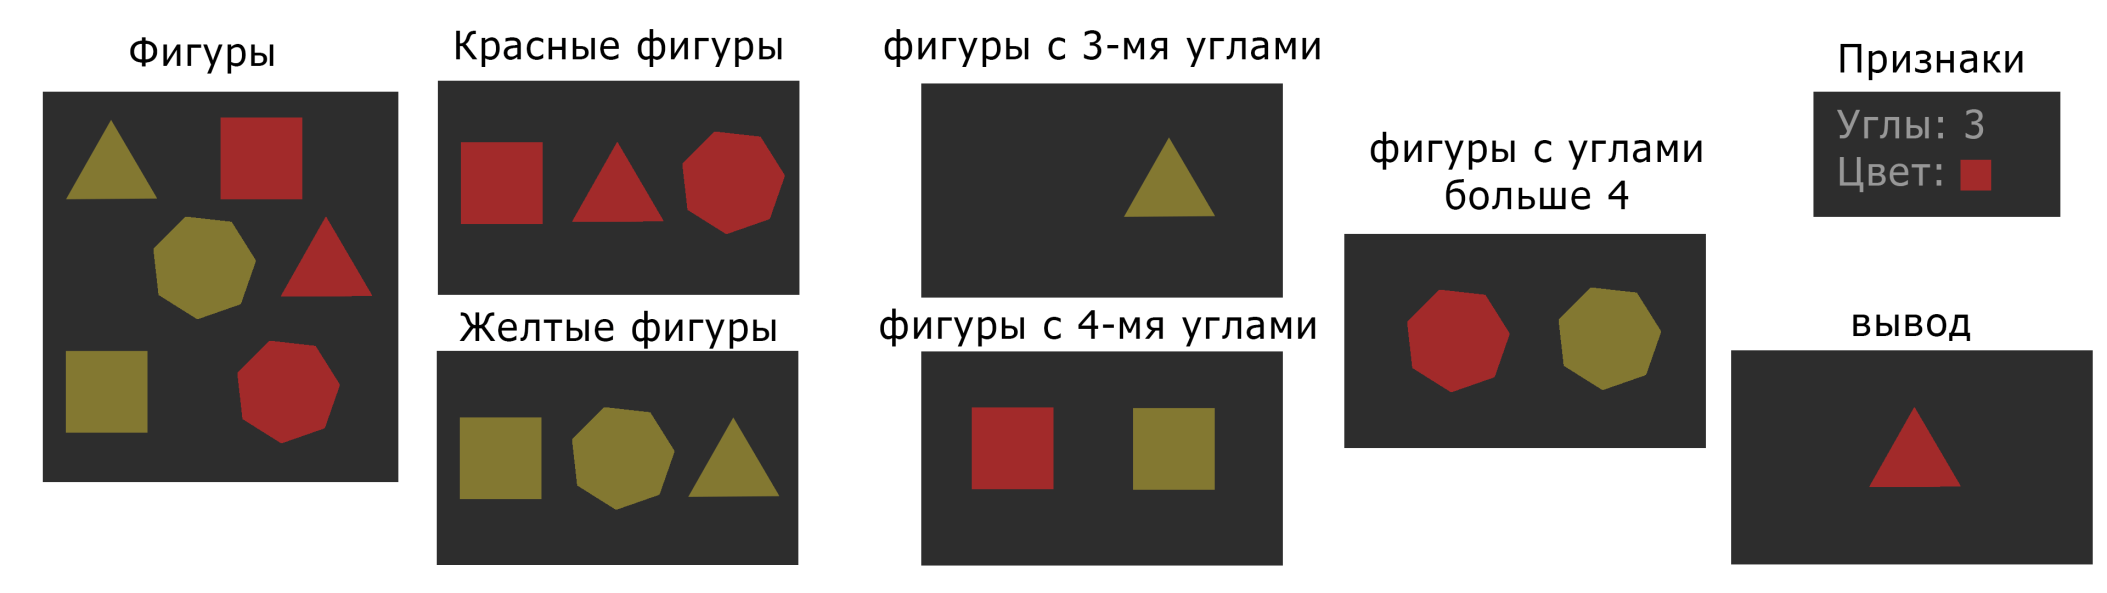 Фигуры
Красные фигуры
Желтые фигуры
фигуры с 3-мя углами
фигуры с 4-мя углами
фигуры с углами
больше 4
Признаки
Углы: 3
Цвет:
вывод